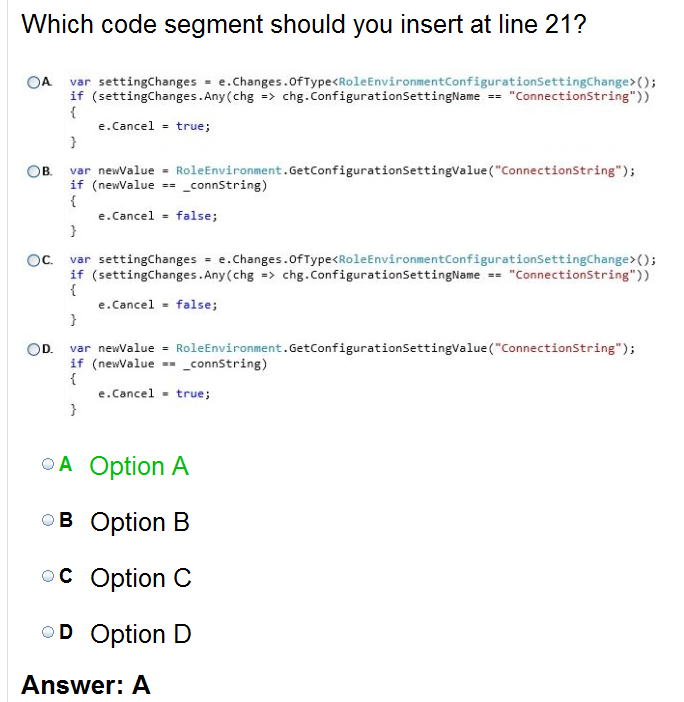 Which code segment should you insert at line 21?
A. var settingChanges = e.Changes.OfType<RoleEnvironmentConfigurationSettingChange>();
if (settingChanges.Any(chg => chg.ConfigurationSettingName == "ConnectionString"))
{
e.Cancel = true;
}
B. var newValue = RoleEnvironment.GetConfigurationSettingValue("ConnectionString");
if (newValue == _connString)
{
e.Cancel = false;
}
C. var settingChanges = e.Changes.OfType<RoleEnvironmentConfigurationSettingChange>();
if (settingChanges.Any(chg => chg.ConfigurationSettingName == "ConnectionString"))
{
e.Cancel = false;
}
D. var newValue = RoleEnvironment.GetConfigurationSettingValue("ConnectionString");
if (newValue == _connString)
{
e.Cancel = true;
}
A Option A
B Option B
C Option C
D Option D
Answer: A